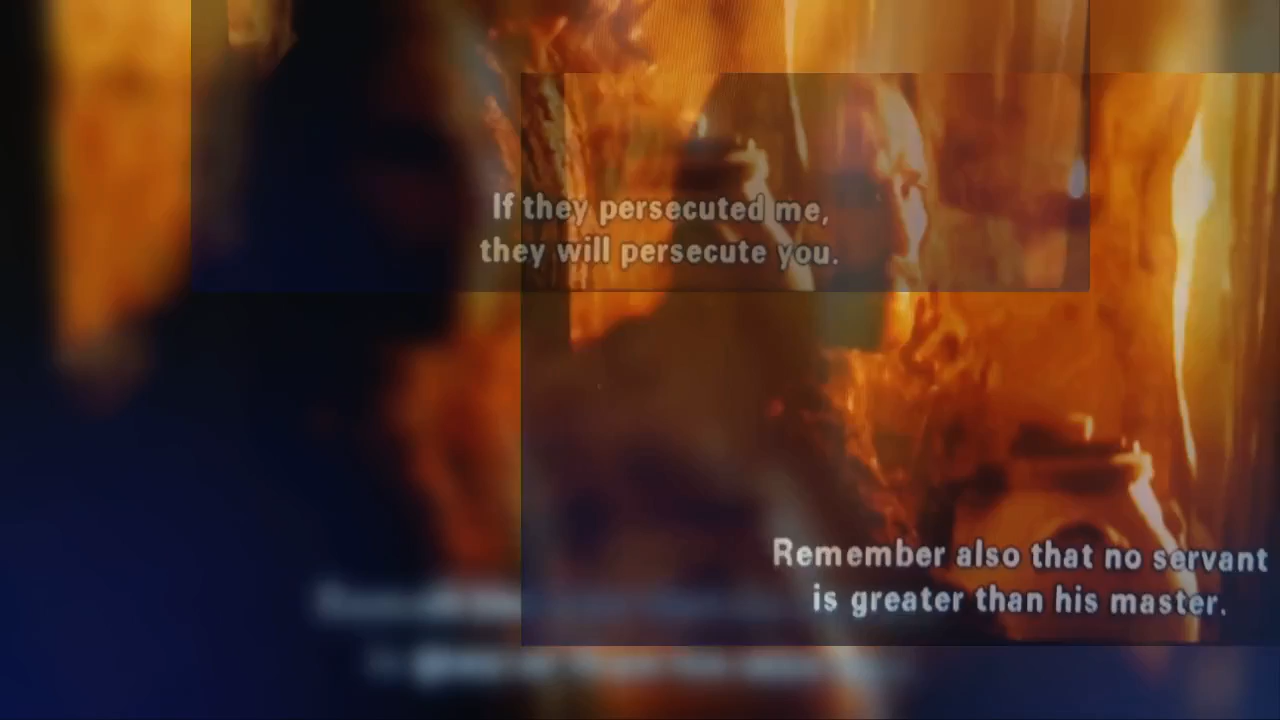 If they persecuted me,
they will persecute you.
Remember also that no servant
is greater than his master.